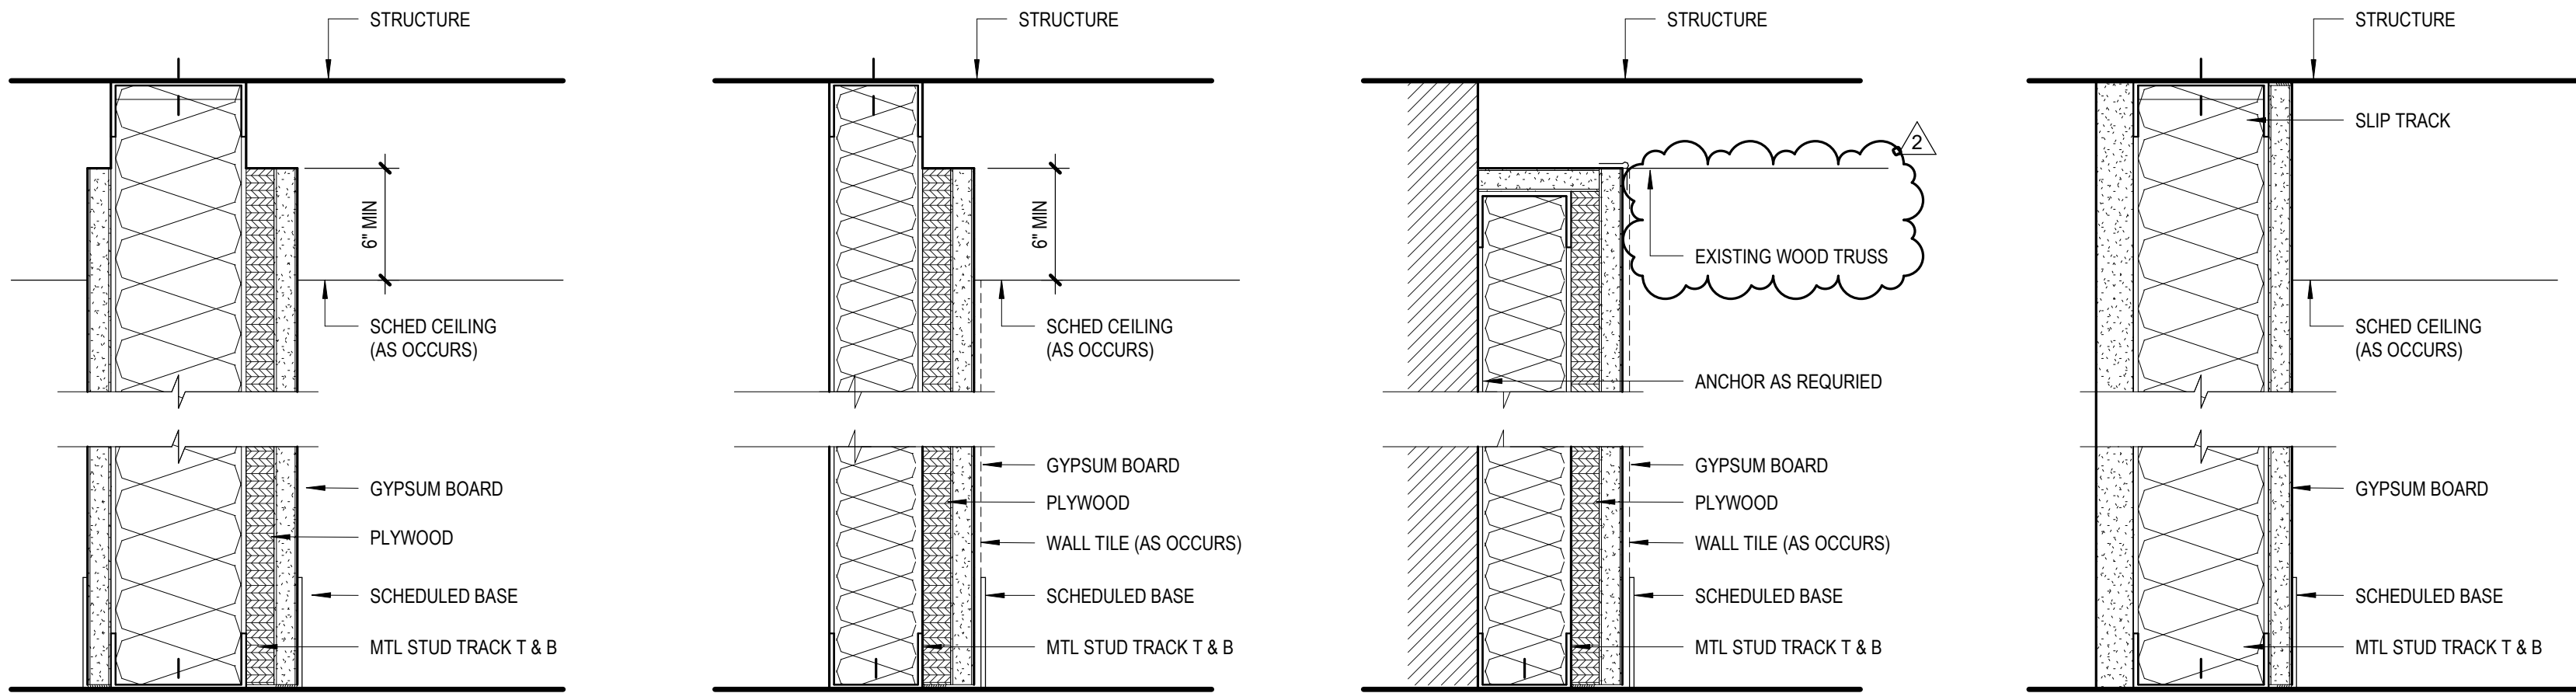 STRUCTURE
6" MIN
SCHED CEILING
(AS OCCURS)
GYPSUM BOARD
PLYWOOD
SCHEDULED BASE
MTL STUD TRACK T & B
STRUCTURE
6" MIN
SCHED CEILING
(AS OCCURS)
GYPSUM BOARD
PLYWOOD
WALL TILE (AS OCCURS)
SCHEDULED BASE
MTL STUD TRACK T & B
STRUCTURE
2
EXISTING WOOD TRUSS
ANCHOR AS REQURIED
GYPSUM BOARD
PLYWOOD
WALL TILE (AS OCCURS)
SCHEDULED BASE
MTL STUD TRACK T & B
STRUCTURE
SLIP TRACK
SCHED CEILING
(AS OCCURS)
GYPSUM BOARD
SCHEDULED BASE
MTL STUD TRACK T & B